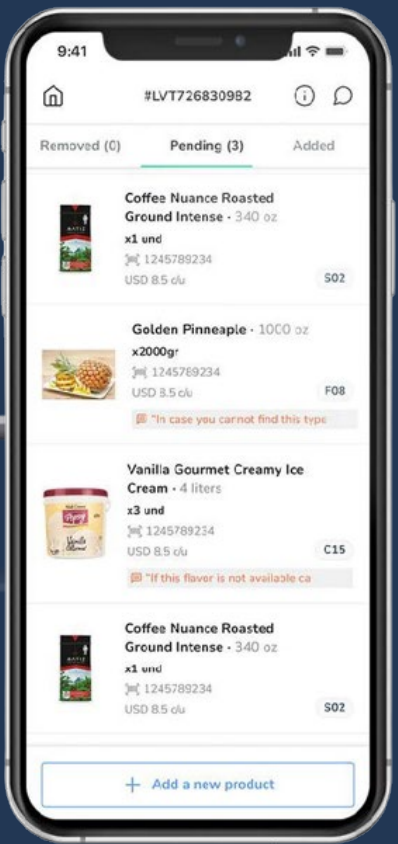 9:41
#LVT726830982
Removed (0) Pending (3) Added
Coffee Nuance Roasted
Ground Intense · 340 oz
x1 und
1245789234
USD 8.5 c/u
S02
Golden Pinneaple · 1000 oz
x2000gr
1245789234
USD 8.5 c/u
F08
"In case you cannot find this type
Vanilla Gourmet Creamy Ice
Cream · 4 liters
x3 und
1245789234
USD 8.5 c/u
C15
"If this flavor is not available ca
Coffee Nuance Roasted
Ground Intense · 340 oz
x1 und
1245789234
USD 8.5 c/u
S02
+ Add a new product
MATIZ
Vanilla
MATIZ